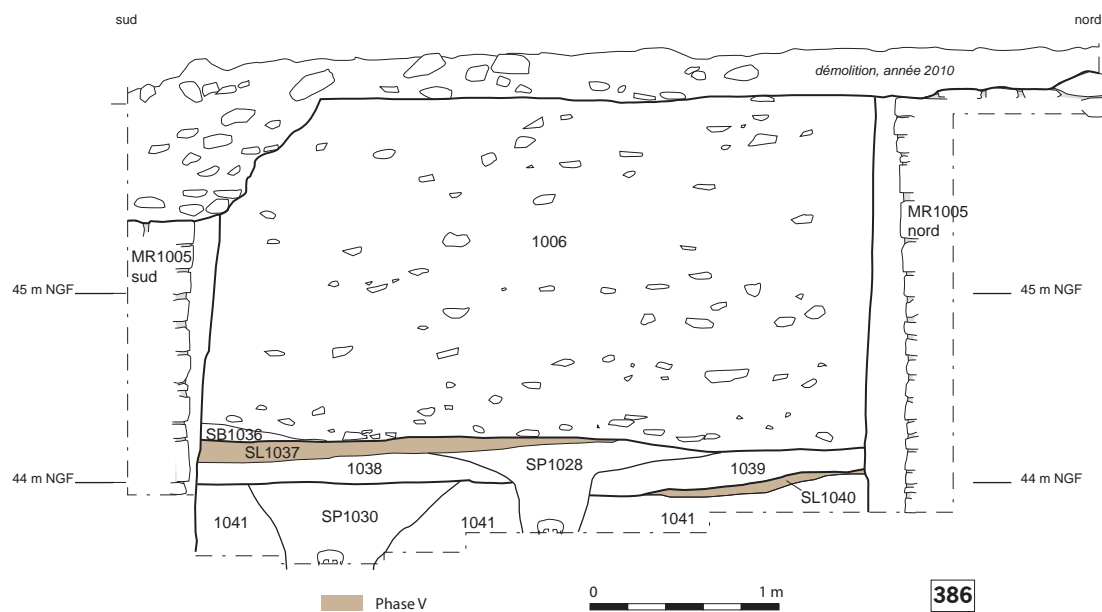 sud
nord
démolition, année 2010
MR1005
sud
MR1005
nord
1006
45 m NGF
45 m NGF
SB1036
SL1037
1038
SP1028
1039
44 m NGF
44 m NGF
SL1040
1041
SP1030
1041
1041
Phase V
0
1 m
386